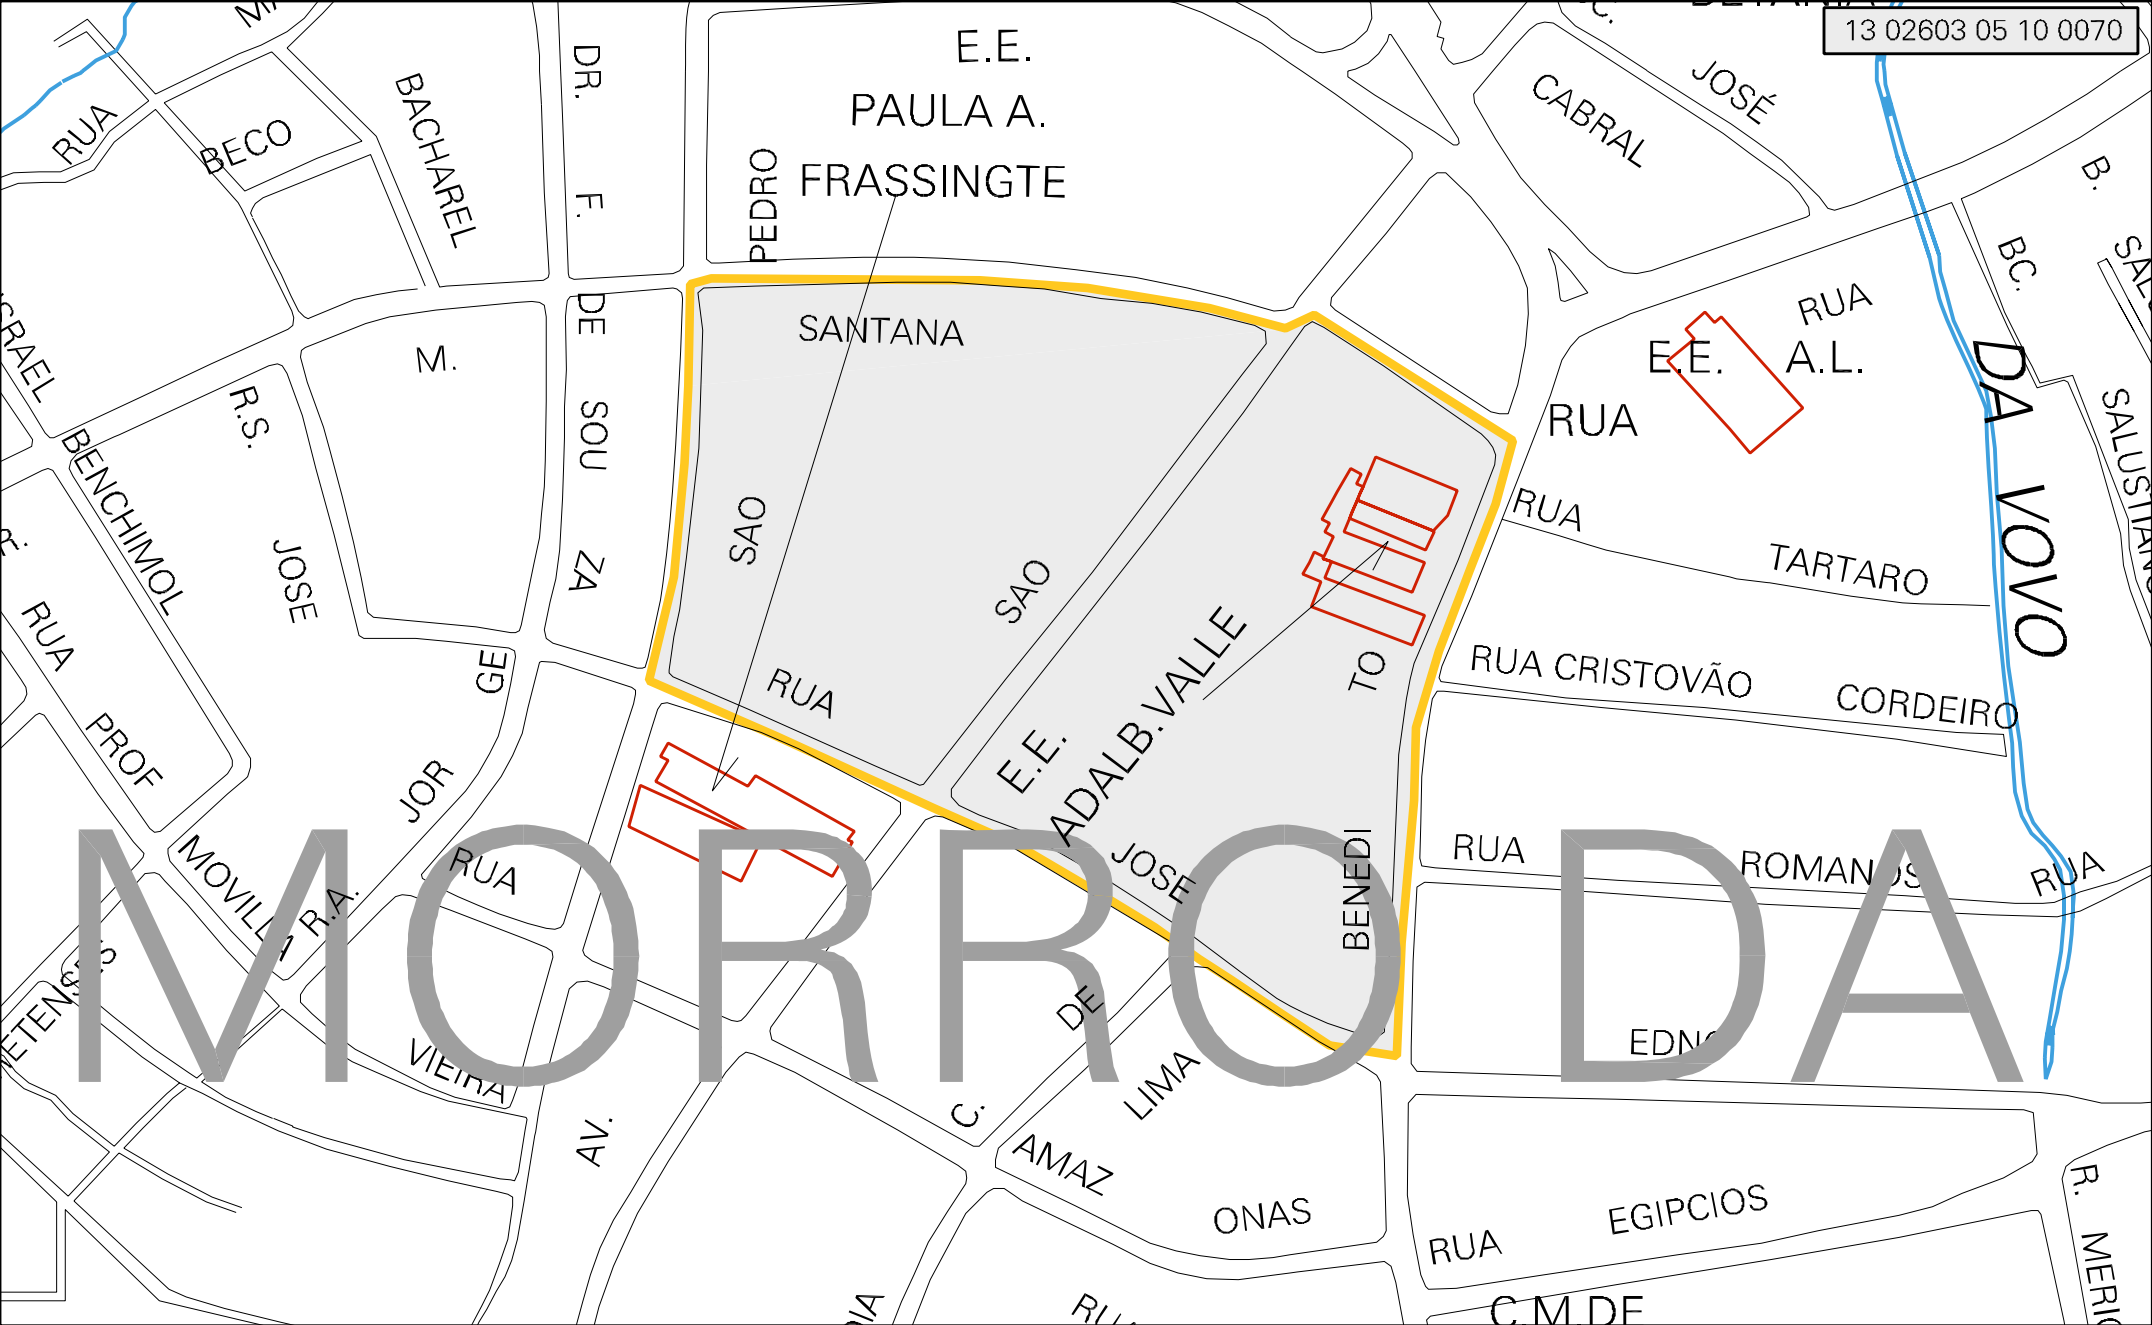 13 02603 05 10 0070
E.E.
PAULA A.
FRASSINGTE
PEDRO
DR.
F.
DE
SOU
ZA
BACHAREL
BECO
RUA
CABRAL
JOSÉ
B.
BC.
RUA
E.E.
A.L.
RUA
DA VOVO
SANTANA
M.
R.S.
BENCHIMOL
JOSE
SAO
SAO
RUA
TARTARO
RUA
PROF
GE
JOR
RUA
E.E.
ADALB.VALLE
TO
BENEDI
JOSE
RUA CRISTOVÃO
CORDEIRO
RUA
ROMANOS
RUA
MORRO DA
MOVILLA
R.A.
RUA
VIEIRA
AV.
DE
LIMA
C.
AMAZ
ONAS
RUA
EGIPCIOS
R.
C.M.DE